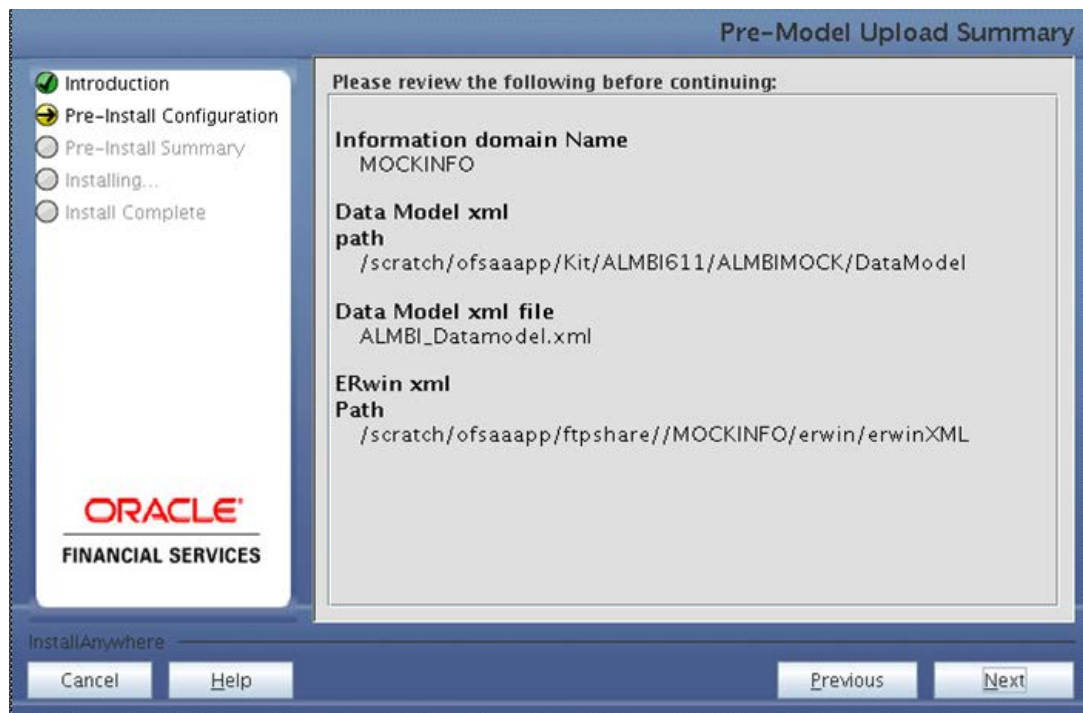 Pre-Model Upload Summary
Introduction
Pre-Install Configuration
Pre-Install Summary
Installing...
Install Complete
ORACLE
FINANCIAL SERVICES
Please review the following before continuing:
Information domain Name
MOCKINFO
Data Model xml
path
/scratch/ofsaaapp/Kit/ALMBI611/ALMBIMOCK/DataModel
Data Model xml file
ALMBI_Datamodel.xml
ERwin xml
Path
/scratch/ofsaaapp/ftpshare//MOCKINFO/erwin/erwinXML
InstallAnywhere
Cancel
Help
Previous
Next